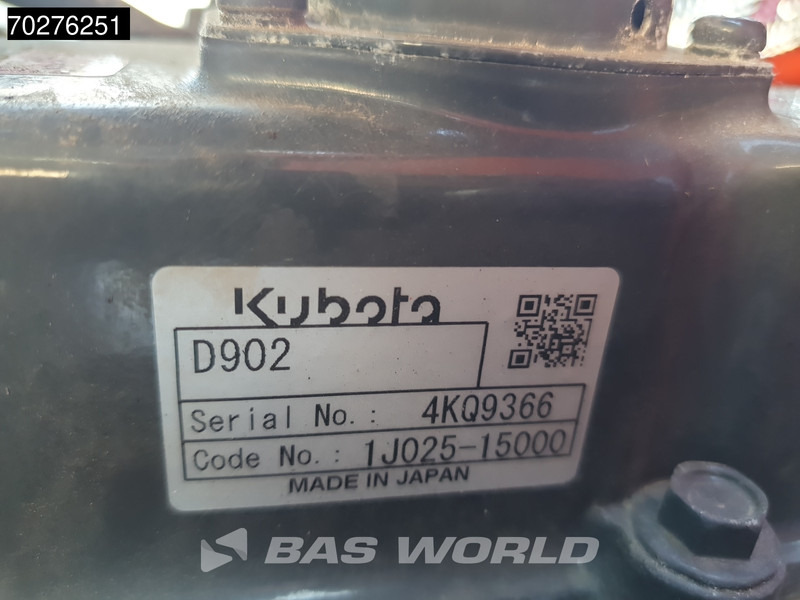 70276251
Kubota
D902
Serial No.: 4KQ9366
Code No.: 1J025-15000
MADE IN JAPAN
BAS WORLD